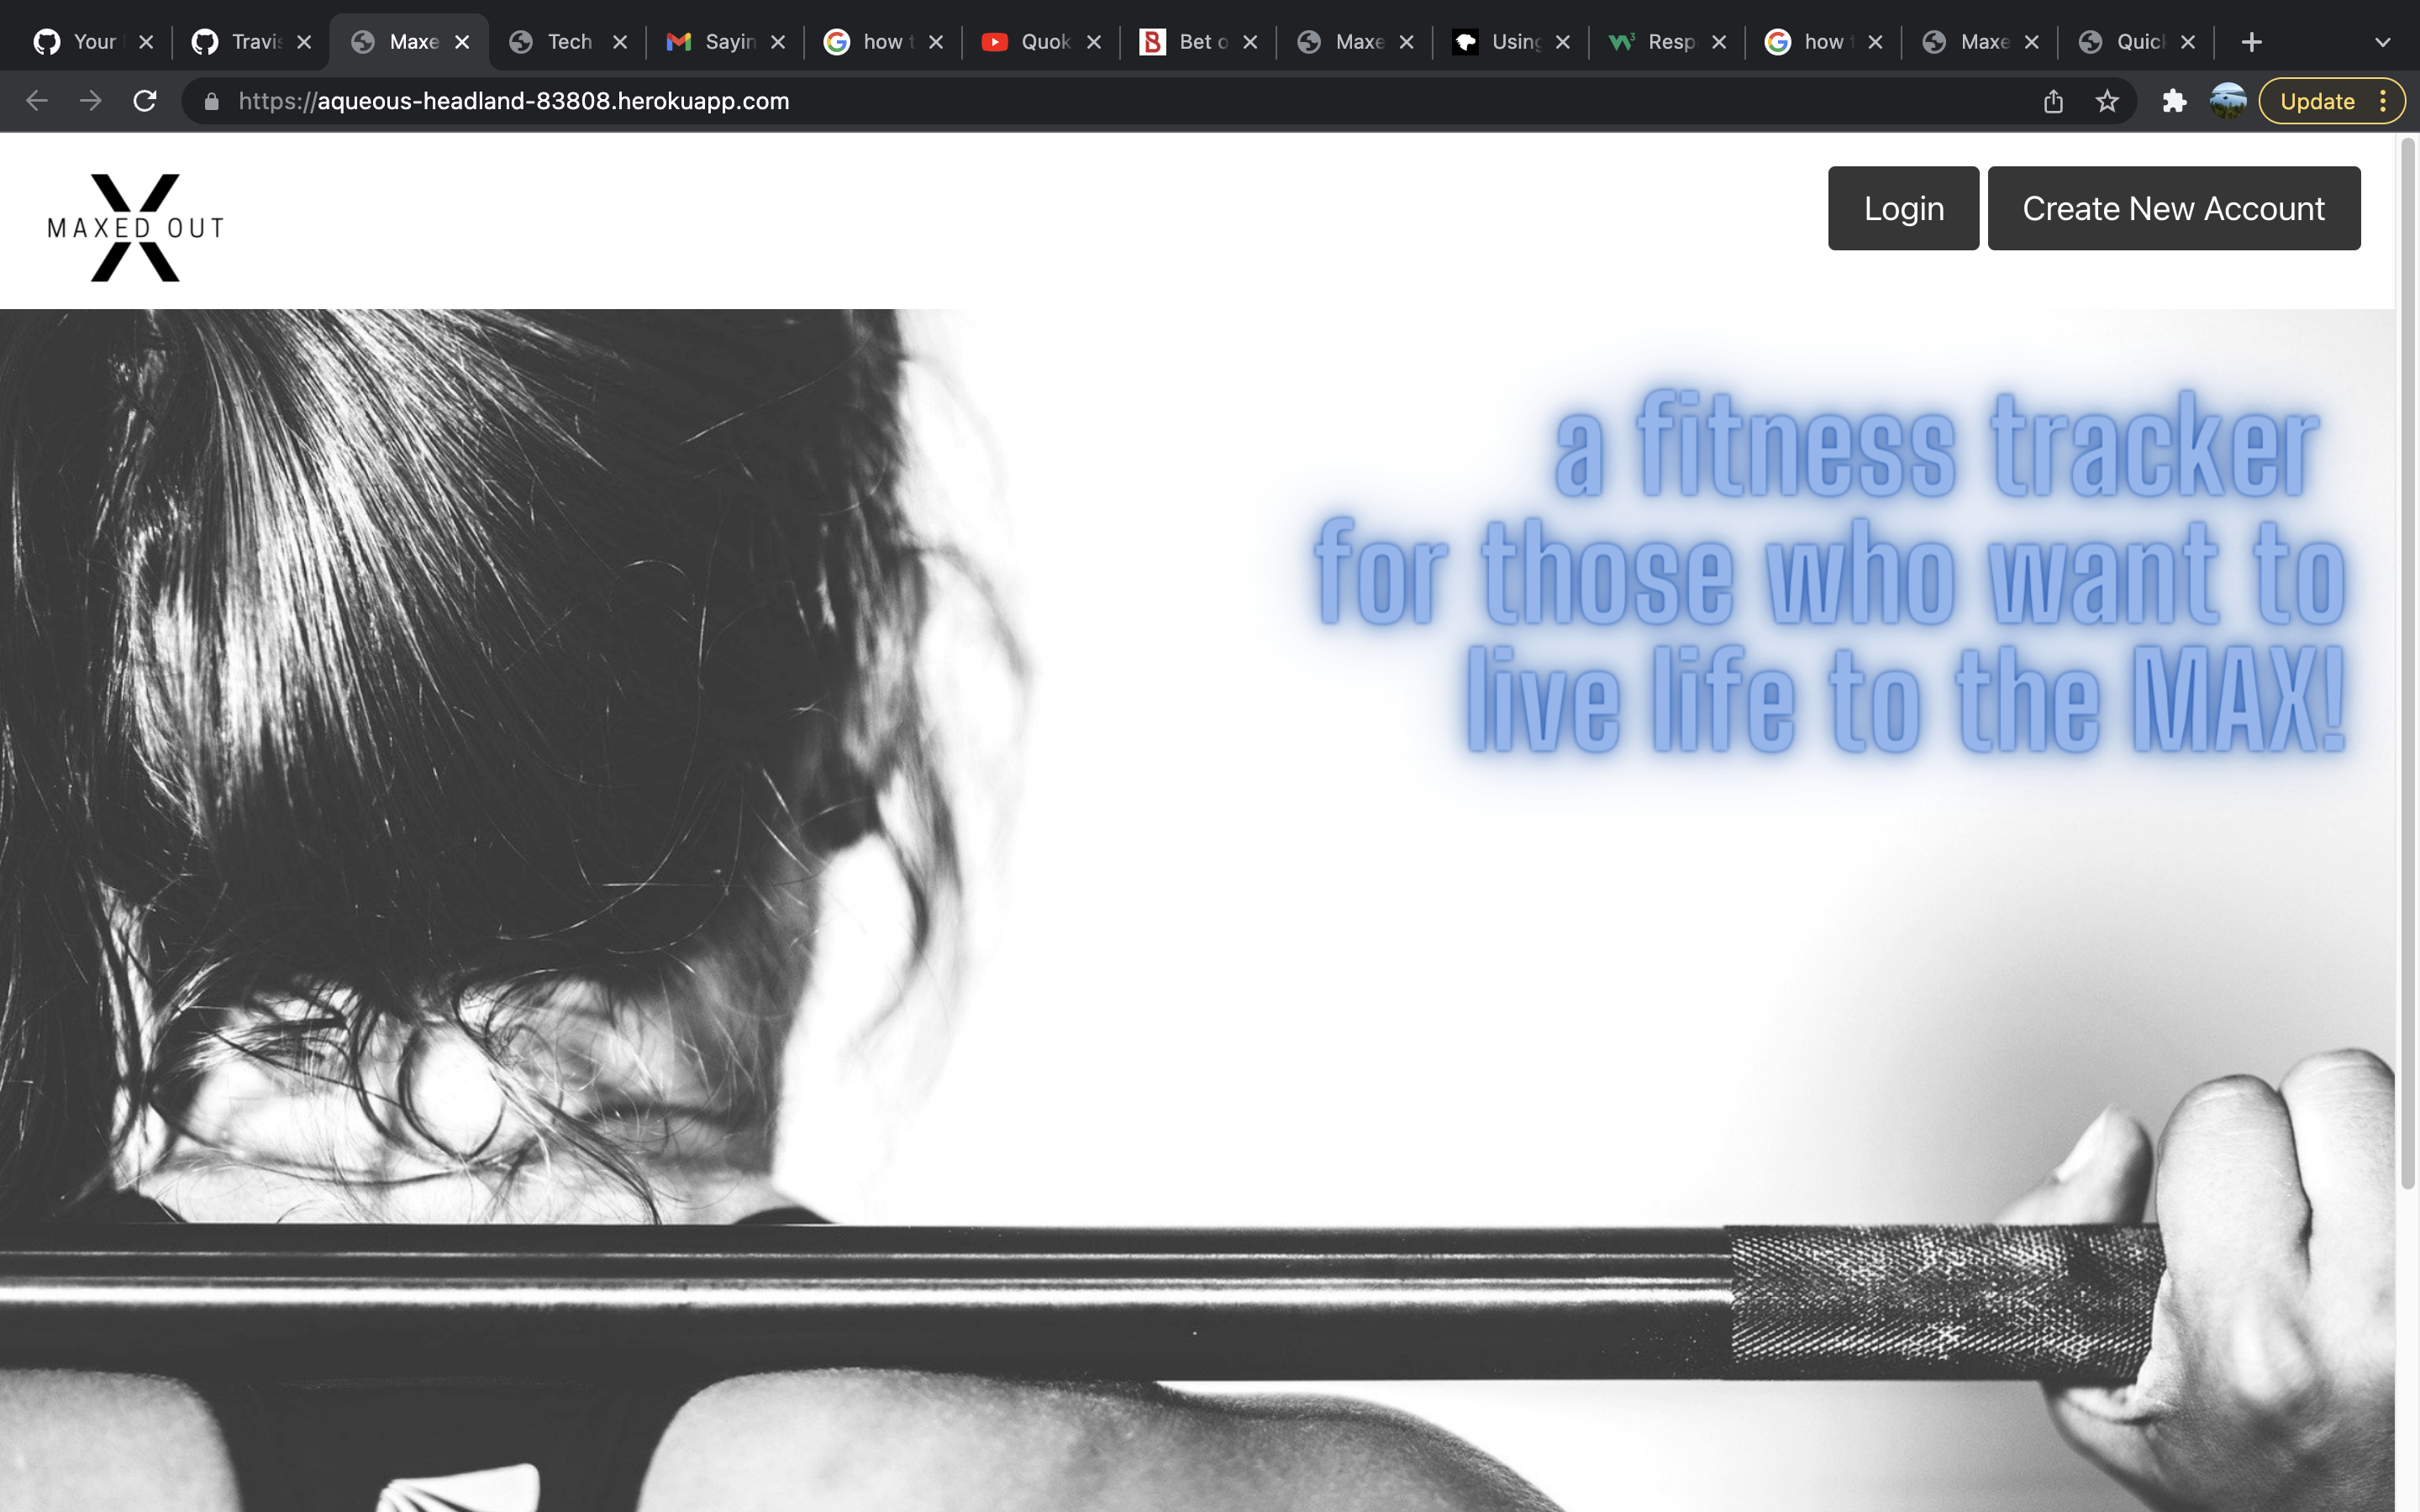 Your
Travis
Maxe
Tech
Sayin
how t
Quok
Bet o
Maxe
Using
Resp
how
Maxe
Quick
https://aqueous-headland-83808.herokuapp.com
Update
MAXED OUT
Login
Create New Account
a fitness tracker
for those who want to
live life to the MAX!